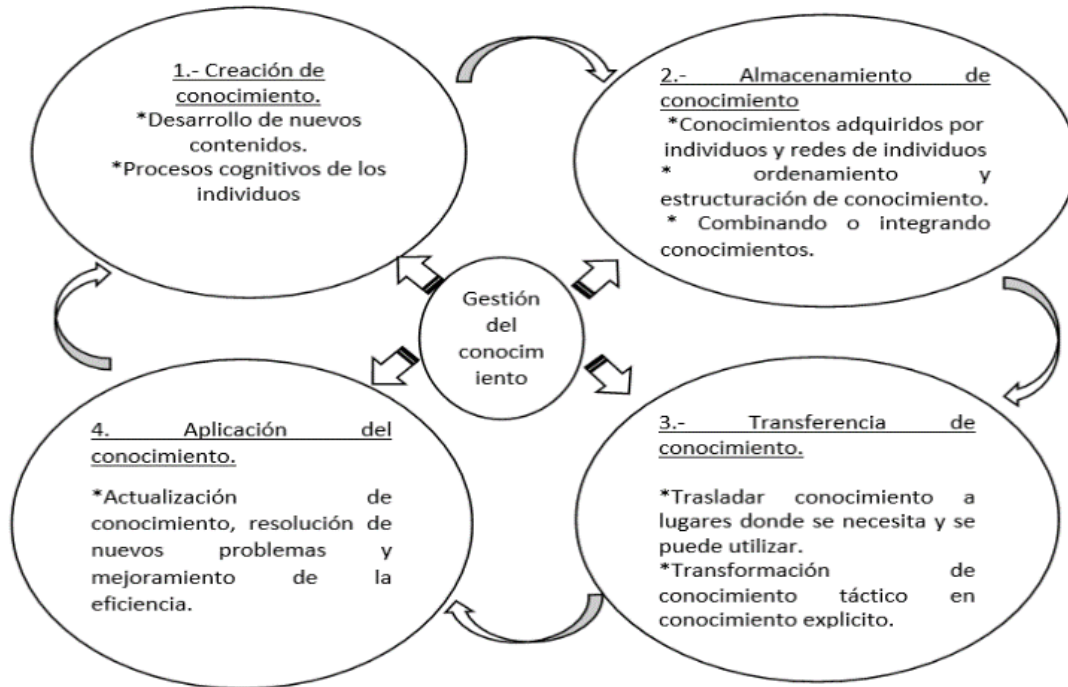 1.- Creación de
conocimiento.
*Desarrollo de nuevos
contenidos.
*Procesos cognitivos de los
individuos
2.- Almacenamiento de
conocimiento
*Conocimientos adquiridos por
individuos y redes de individuos
* ordenamiento y
estructuración de conocimiento.
* Combinando o integrando
conocimientos.
Gestión
del
conocim
iento
3.- Transferencia de
conocimiento.
*Trasladar conocimiento a
lugares donde se necesita y se
puede utilizar.
*Transformación de
conocimiento táctico en
conocimiento explicito.
4. Aplicación del
conocimiento.
*Actualización de
conocimiento, resolución de
nuevos problemas y
mejoramiento de la
eficiencia.